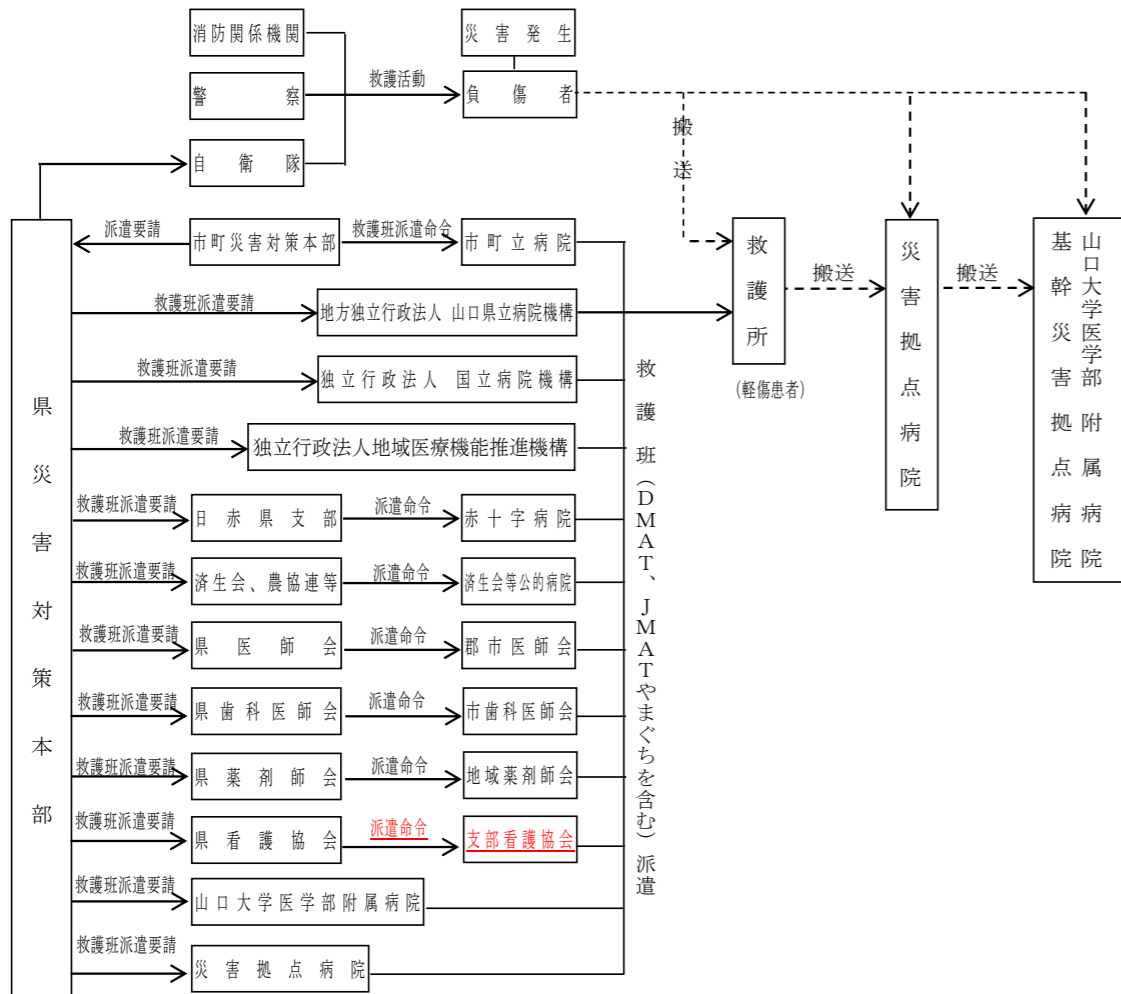 消防関係機関
災害発生
救護活動
警察
負傷者
搬送
自衛隊
派遣要請
市町災害対策本部
救護班派遣命令
市町立病院
救護班派遣要請
地方独立行政法人 山口県立病院機構
救護班派遣要請
独立行政法人 国立病院機構
救護班派遣要請
独立行政法人地域医療機能推進機構
救護班派遣要請
日赤県支部
派遣命令
赤十字病院
救護班派遣要請
済生会、農協連等
派遣命令
済生会等公的病院
救護班派遣要請
県医師会
派遣命令
郡市医師会
救護班派遣要請
県歯科医師会
派遣命令
市歯科医師会
救護班派遣要請
県薬剤師会
派遣命令
地域薬剤師会
救護班派遣要請
県看護協会
派遣命令
支部看護協会
救護班派遣要請
山口大学医学部附属病院
救護班派遣要請
災害拠点病院
県災害対策本部
救護班(DMAT、JMATやまぐちを含む)派遣
救護所
(軽傷患者)
搬送
災害拠点病院
搬送
山口大学医学部附属病院
基幹災害拠点病院